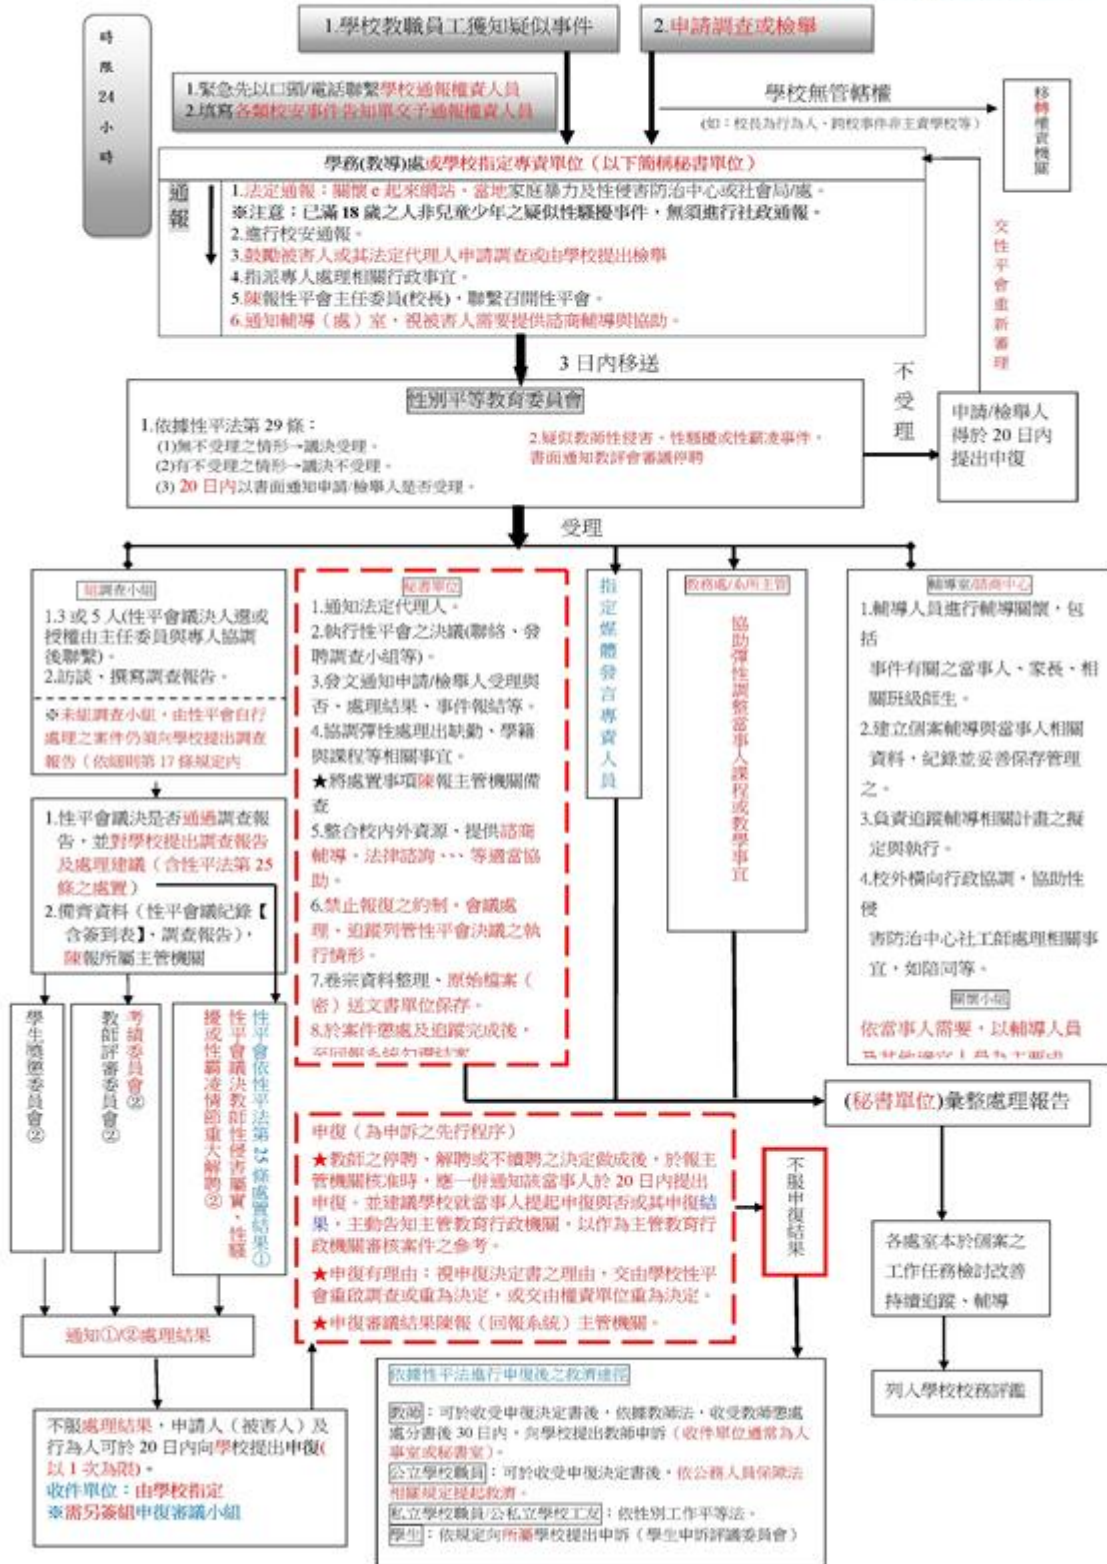 時
限
24
小
時
1.學校教職員工獲知疑似事件
2.申請調查或檢舉
1.緊急先以口頭/電話聯繫學校通報權責人員
2.填寫各類校安事件告知單交予通報權責人員
學校無管轄權
(如：校長為行為人、跨校事件非主責學校等)
移轉權責機關
學務(教導)處或學校指定專責單位（以下簡稱秘書單位）
通報
1.法定通報：關懷e起來網站、當地家庭暴力及性侵害防治中心或社會局/處。
※注意：已滿18歲之人非兒童少年之疑似性騷擾事件，無須進行社政通報。
2.進行校安通報。
3.鼓勵被害人或其法定代理人申請調查或由學校提出檢舉
4.指派專人處理相關行政事宜。
5.陳報性平會主任委員(校長)，聯繫召開性平會。
6.通知輔導（處）室，視被害人需要提供諮商輔導與協助。
交性平會重新審理
3日內移送
性別平等教育委員會
1.依據性平法第29條：
(1)無不受理之情形→議決受理。
(2)有不受理之情形→議決不受理。
(3) 20日內以書面通知申請/檢舉人是否受理。
2.疑似教師性侵害、性騷擾或性霸凌事件，
書面通知教評會審議停聘
不受理
申請/檢舉人
得於20日內
提出申復
受理
組調查小組
1.3或5人(性平會議決人選或
授權由主任委員與專人協調
後聯繫)。
2.訪談、撰寫調查報告。
※未組調查小組，由性平會自行
處理之案件仍須向學校提出調查
報告（依細則第17條規定內
1.性平會議決是否通過調查報
告，並對學校提出調查報告
及處理建議（含性平法第25
條之處置）
2.備齊資料（性平會議紀錄【
含簽到表】、調查報告），
陳報所屬主管機關
秘書單位
1.通知法定代理人。
2.執行性平會之決議(聯絡、發
聘調查小組等)。
3.發文通知申請/檢舉人受理與
否、處理結果、事件報結等。
4.協調彈性處理出缺勤、學籍
與課程等相關事宜。
★將處置事項陳報主管機關備
查
5.整合校內外資源、提供諮商
輔導、法律諮詢、、、等適當協
助。
6.禁止報復之約制，會議處
理、追蹤列管性平會決議之執
行情形。
7.卷宗資料整理、原始檔案（
密）送文書單位保存。
8.於案件懲處及追蹤完成後，
至回報系統勾選結案
指定媒體發言專責人員
教務處/系所主管
協助彈性調整當事人課程或教學事宜
輔導室/諮商中心
1.輔導人員進行輔導關懷，包
括
事件有關之當事人、家長、相
關班級師生。
2.建立個案輔導與當事人相關
資料，紀錄並妥善保存管理
之。
3.負責追蹤輔導相關計畫之擬
定與執行。
4.校外橫向行政協調，協助性
侵
害防治中心社工師處理相關事
宜，如陪同等。
關懷小組
依當事人需要，以輔導人員
及其他適宜人員為主要成
學生獎懲委員會②
考績委員會②
教師評審委員會②
性平會依性平法第25條處置結果①
性平會議決教師性侵害屬實、性騷
擾或性霸凌情節重大解聘②
(秘書單位)彙整處理報告
申復（為申訴之先行程序）
★教師之停聘、解聘或不續聘之決定做成後，於報主
管機關核准時，應一併通知該當事人於20日內提出
申復。並建議學校就當事人提起申復與否或其申復結
果，主動告知主管教育行政機關，以作為主管教育行
政機關審核案件之參考。
★申復有理由：視申復決定書之理由，交由學校性平
會重啟調查或重為決定，或交由權責單位重為決定。
★申復審議結果陳報（回報系統）主管機關。
不服申復結果
各處室本於個案之
工作任務檢討改善
持續追蹤、輔導
列入學校校務評鑑
通知①/②處理結果
不服處理結果，申請人（被害人）及
行為人可於20日內向學校提出申復(
以1次為限)。
收件單位：由學校指定
※需另簽組申復審議小組
依據性平法進行申復後之救濟途徑
教師：可於收受申復決定書後，依據教師法，收受教師懲處
處分書後30日內，向學校提出教師申訴（收件單位通常為人
事室或秘書室）。
公立學校職員：可於收受申復決定書後，依公務人員保障法
相關規定提起救濟。
私立學校職員/公私立學校工友：依性別工作平等法。
學生：依規定向所屬學校提出申訴（學生申訴評議委員會）